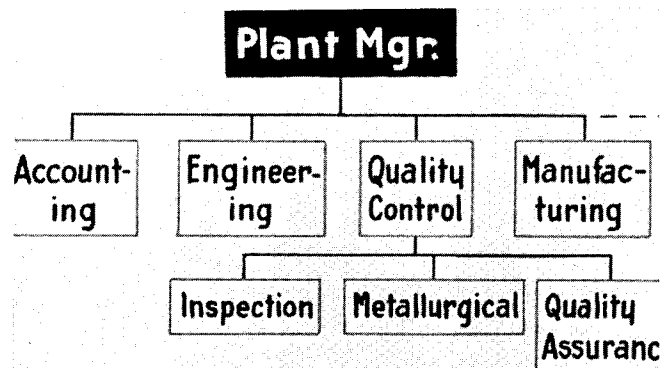 Plant Mgr.
Account-
ing
Engineer-
ing
Quality
Control
Manufac-
turing
Inspection
Metallurgical
Quality
Assuranc